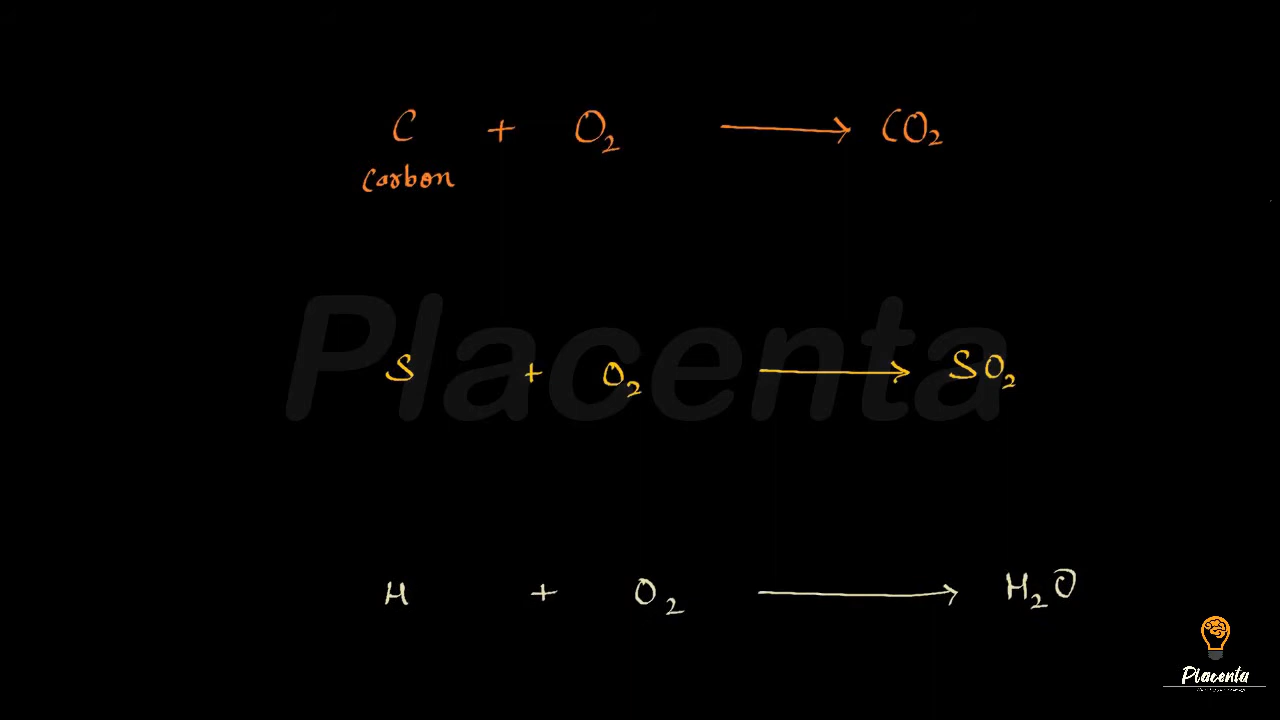 C + O₂ → CO₂
Carbon
Placenta
S + O₂ → SO₂
H + O₂ → H₂O
Placenta